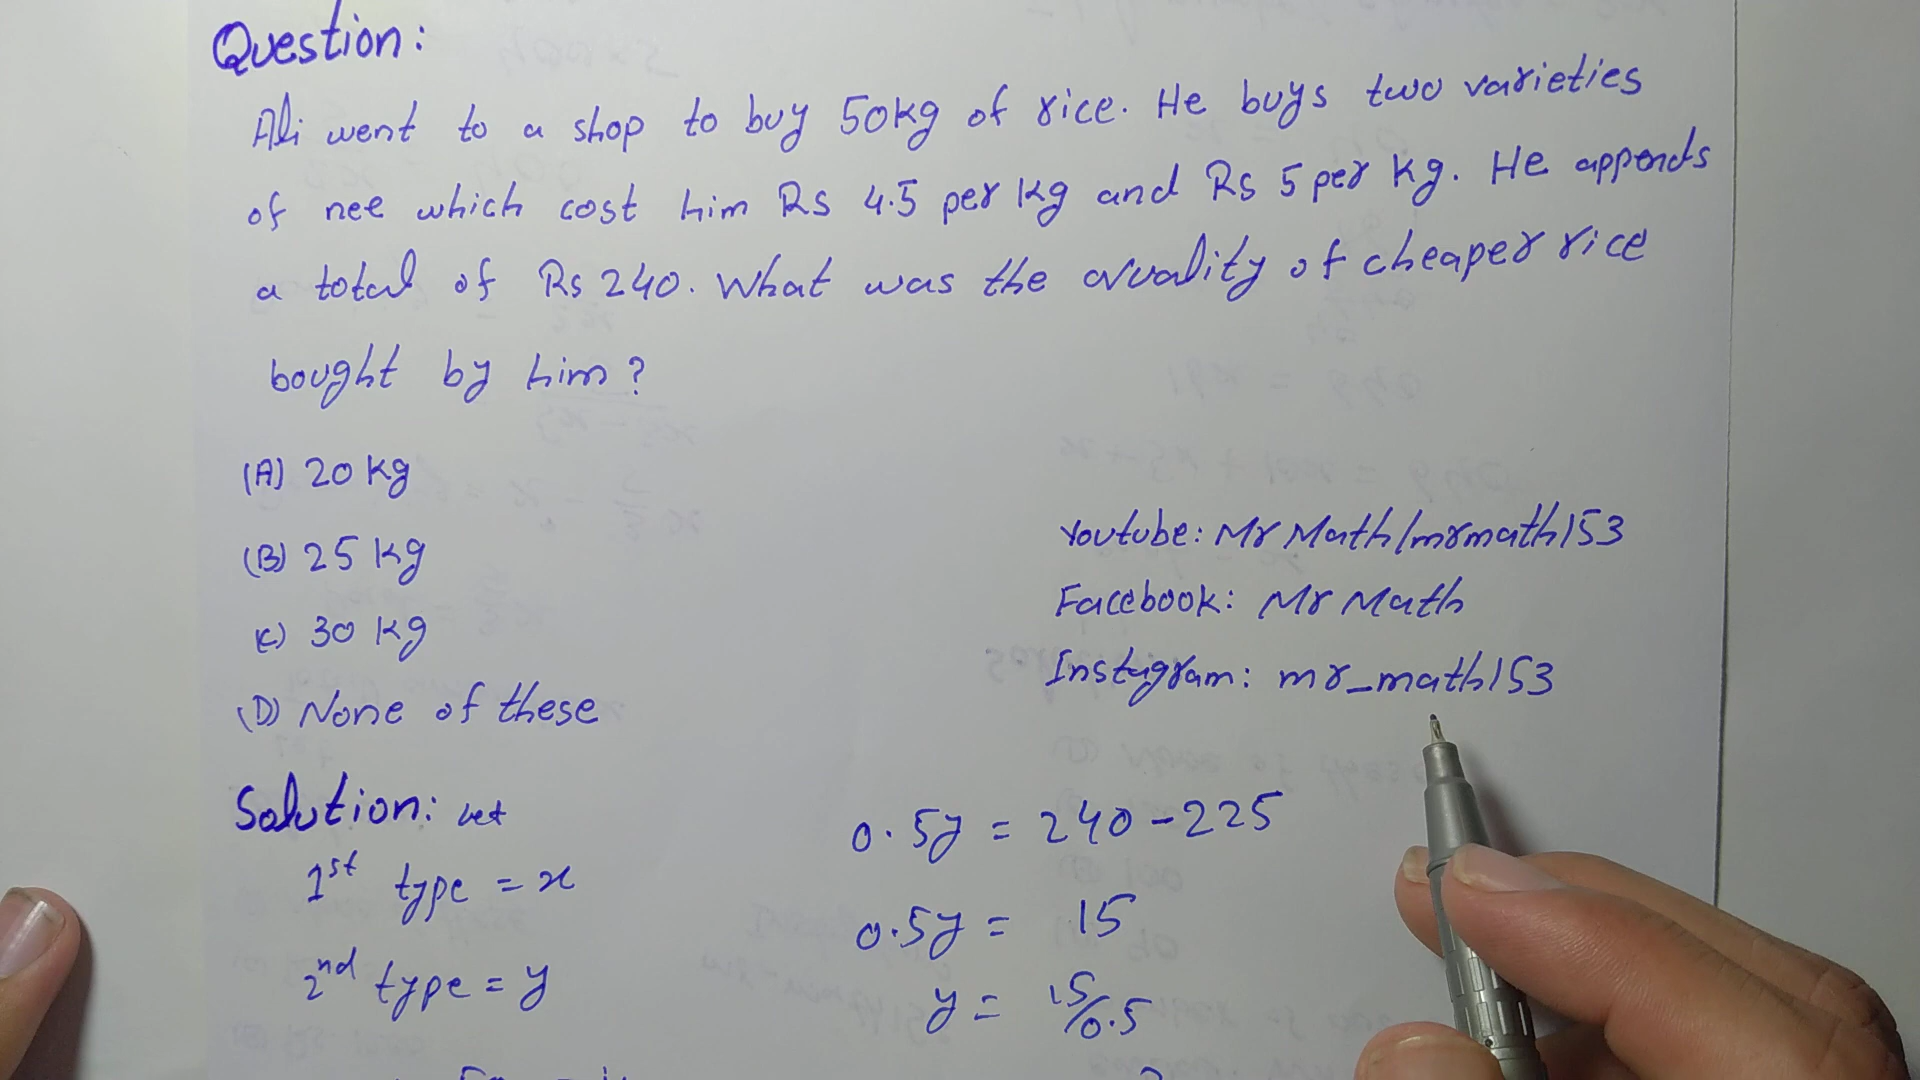 Question:
Ali went to a shop to buy 50kg of rice. He buys two varieties
of nee which cost him Rs 4.5 per kg and Rs 5 per kg. He appends
a total of Rs 240. What was the quality of cheaper rice
bought by him?
(A) 20 kg
(B) 25 kg
(C) 30 kg
(D) None of these
Youtube: Mr Math/mrmath153
Facebook: Mr Math
Instagram: mr_math153
Solution: let
1st type = x
2nd type = y
0.5y = 240-225
0.5y = 15
y = 15/0.5